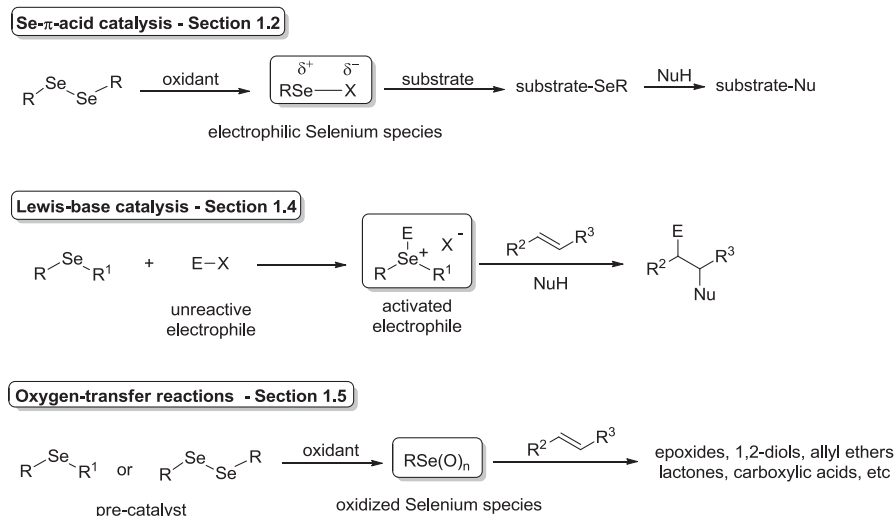 Se-π-acid catalysis - Section 1.2
R Se Se R
oxidant
δ+ δ−
RSe X
substrate
substrate-SeR
NuH
substrate-Nu
electrophilic Selenium species
Lewis-base catalysis - Section 1.4
R Se R1
+
E–X
E
R Se+ R1 X-
R2 R3
NuH
E
R2 R3
Nu
unreactive
electrophile
activated
electrophile
Oxygen-transfer reactions - Section 1.5
R Se R1
or
R Se Se R
oxidant
RSe(O)n
R2 R3
epoxides, 1,2-diols, allyl ethers
lactones, carboxylic acids, etc
pre-catalyst
oxidized Selenium species